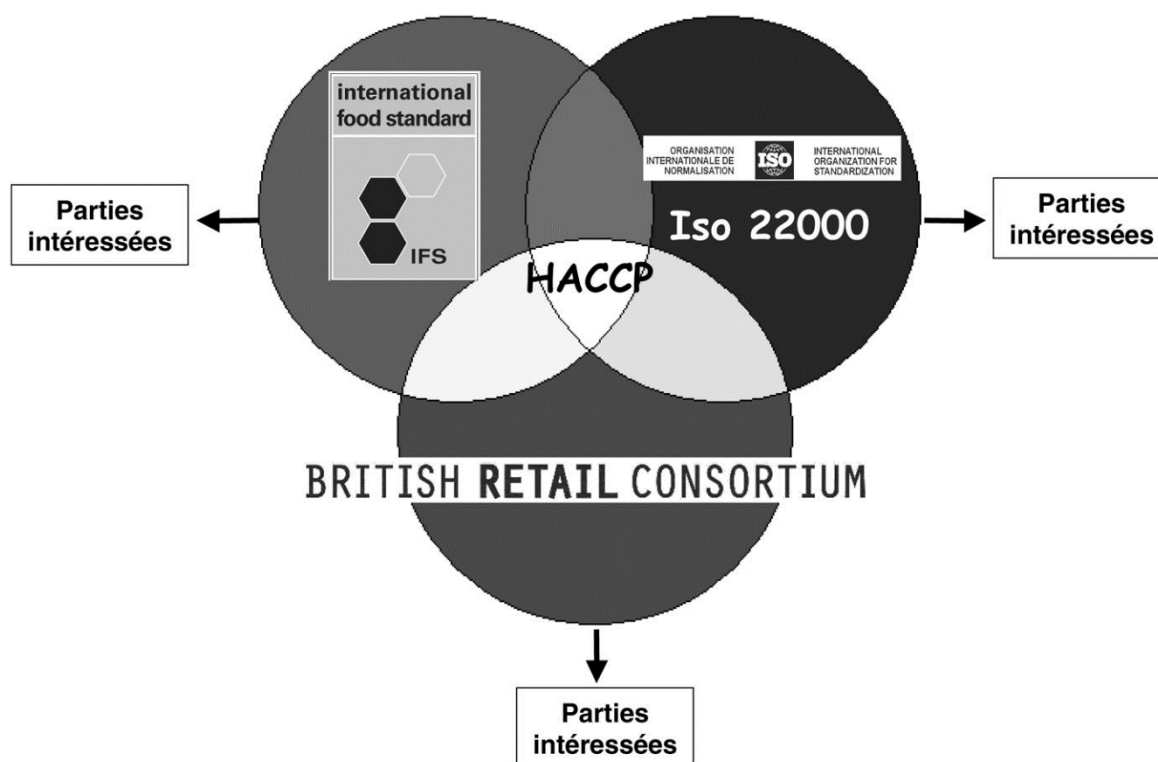 international
food standard
IFS
ORGANISATION
INTERNATIONALE DE
NORMALISATION
ISO
INTERNATIONAL
ORGANIZATION FOR
STANDARDIZATION
Iso 22000
Parties
intéressées
Parties
intéressées
HACCP
BRITISH RETAIL CONSORTIUM
Parties
intéressées